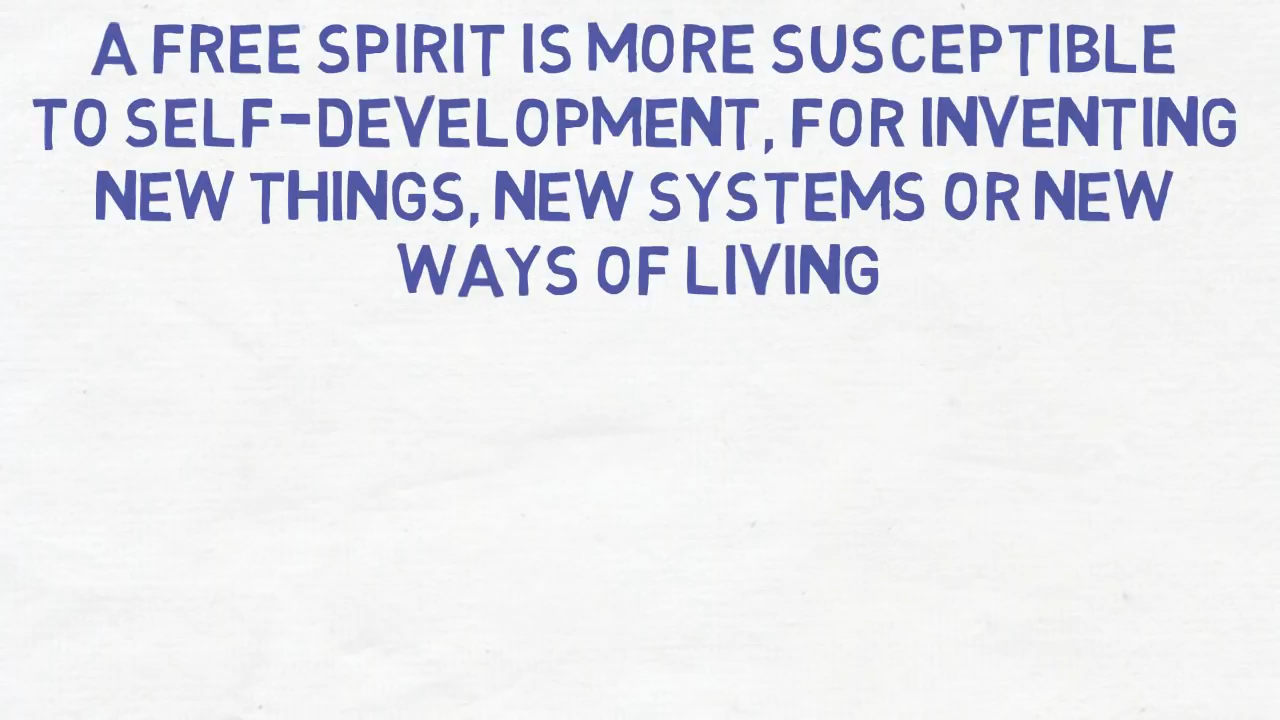 A FREE SPIRIT IS MORE SUSCEPTIBLE
TO SELF-DEVELOPMENT, FOR INVENTING
NEW THINGS, NEW SYSTEMS OR NEW
WAYS OF LIVING